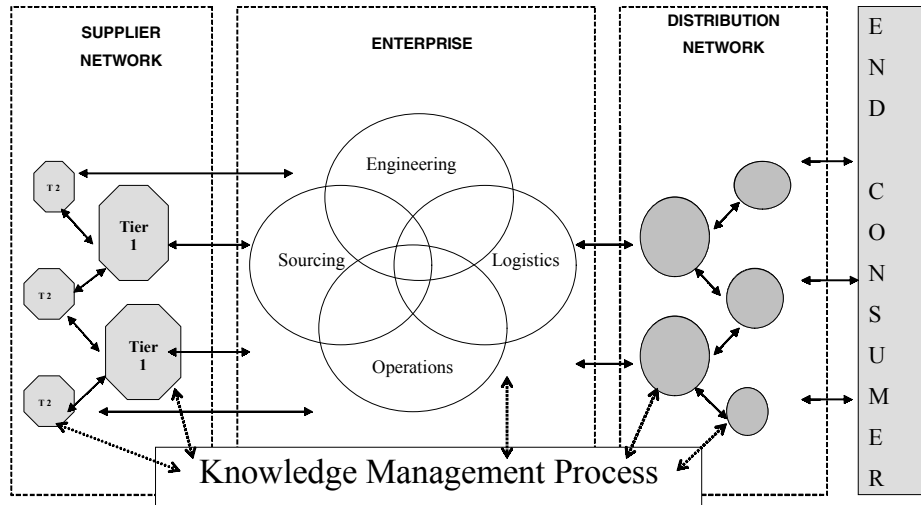 SUPPLIER
NETWORK
ENTERPRISE
DISTRIBUTION
NETWORK
E
N
D
C
O
N
S
U
M
E
R
T 2
Tier
1
T 2
Tier
1
T 2
Engineering
Sourcing
Logistics
Operations
Knowledge Management Process